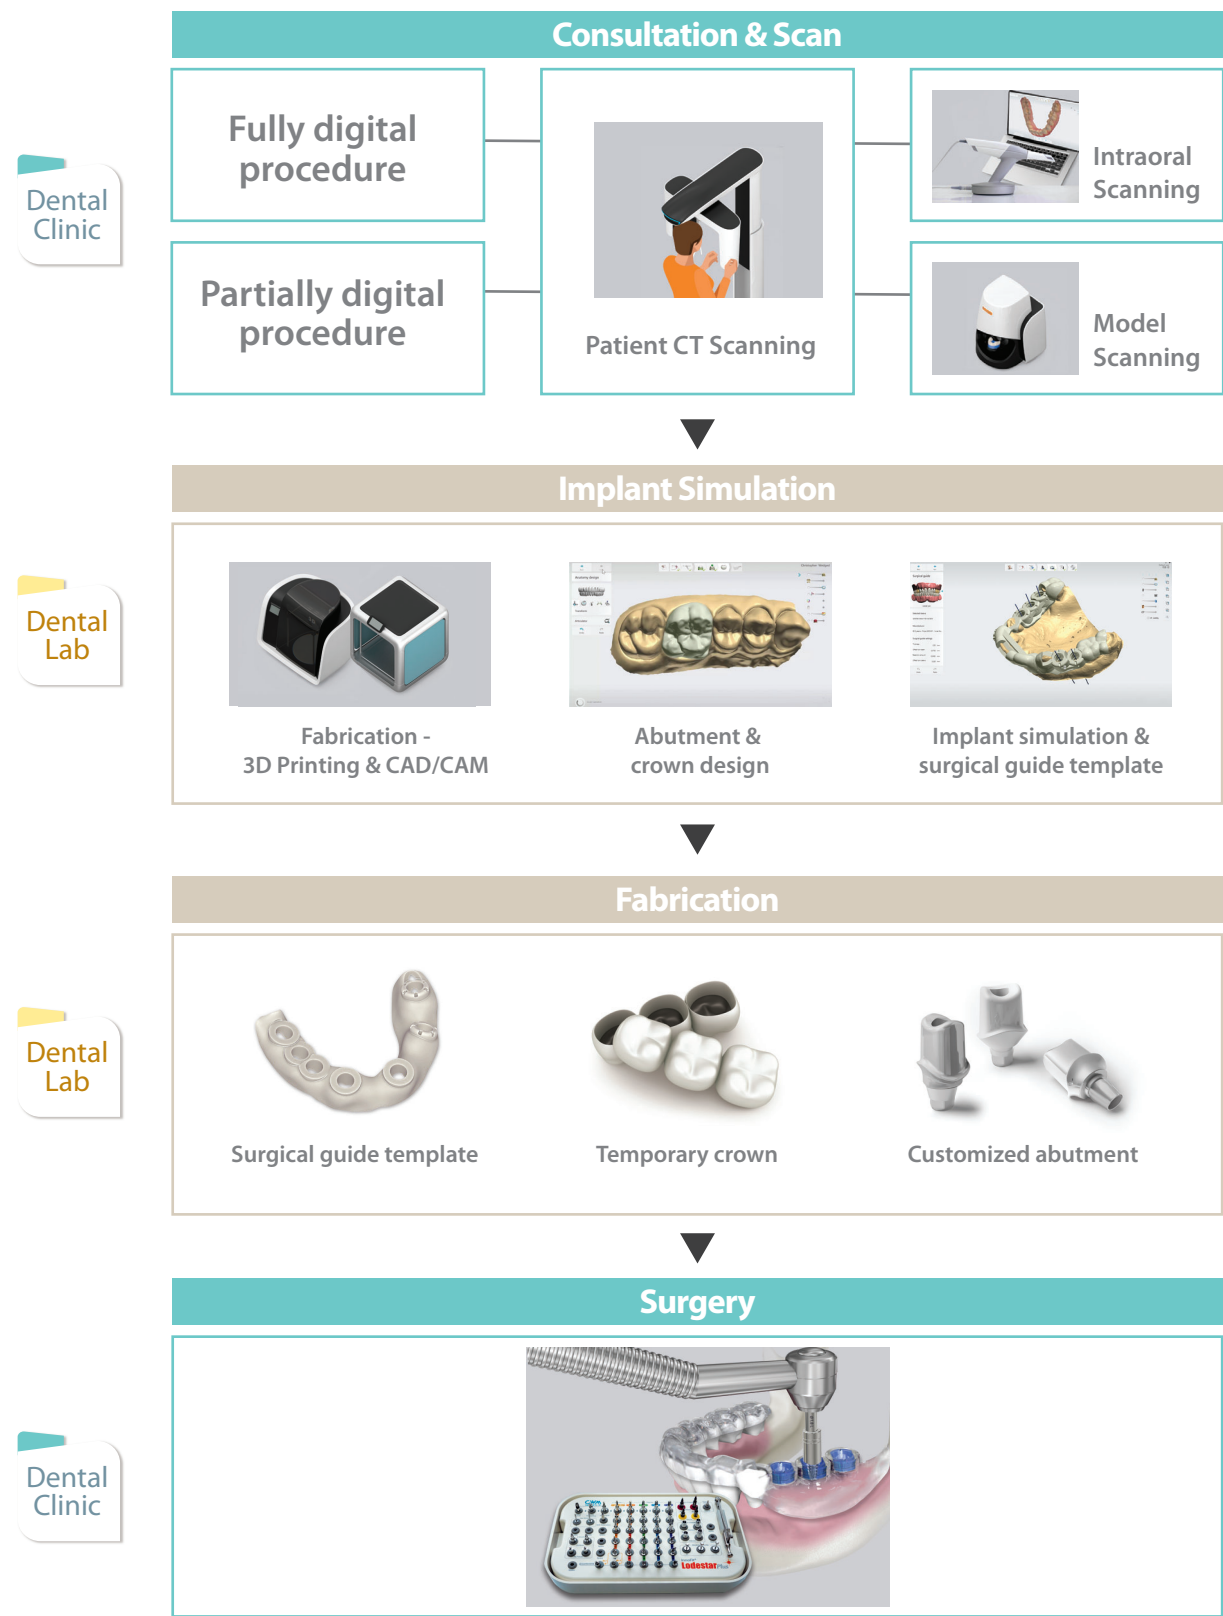 Consultation & Scan
Dental
Clinic
Fully digital
procedure
Partially digital
procedure
Patient CT Scanning
Intraoral
Scanning
Model
Scanning
Implant Simulation
Dental
Lab
Fabrication -
3D Printing & CAD/CAM
Abutment &
crown design
Implant simulation &
surgical guide template
Fabrication
Dental
Lab
Surgical guide template
Temporary crown
Customized abutment
Surgery
Dental
Clinic
Lodestar Plus